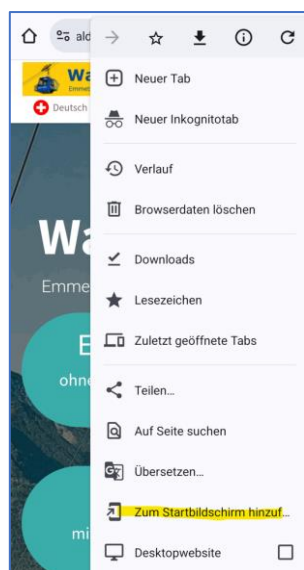 ald
Wa
Emmet
Deutsch
Wa
Emme
E
ohne
mi
Neuer Tab
Neuer Inkognitotab
Verlauf
Browserdaten löschen
Downloads
Lesezeichen
Zuletzt geöffnete Tabs
Teilen…
Auf Seite suchen
Übersetzen…
Zum Startbildschirm hinzuf…
Desktopwebsite